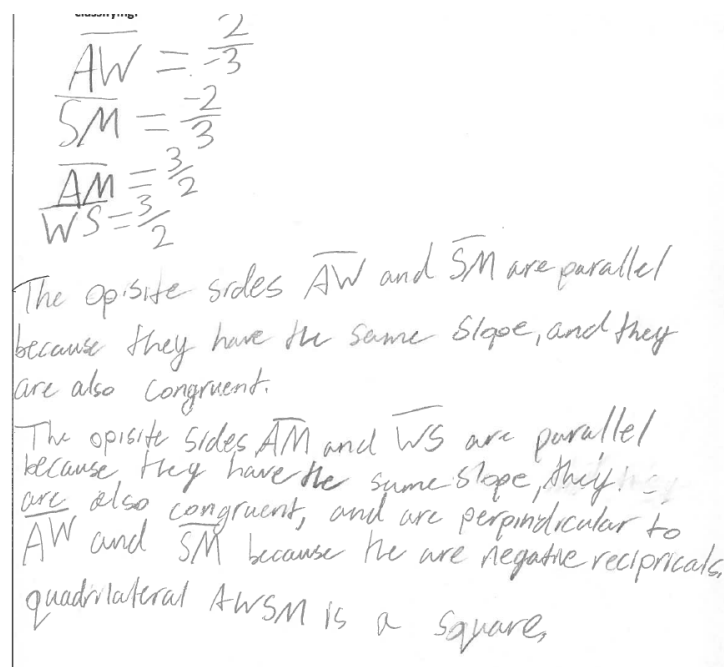 Classifying:
AW = 2/-3
SM = -2/3
AM = 3/2
WS = 3/2
The opisite sides AW and SM are parallel
because they have the same slope, and they
are also congruent.
The opisite sides AM and WS are parallel
because they have the same slope, they
are also congruent, and are perpindicular to
AW and SM because he are negative recipricals.
quadrilateral AWSM is a square.